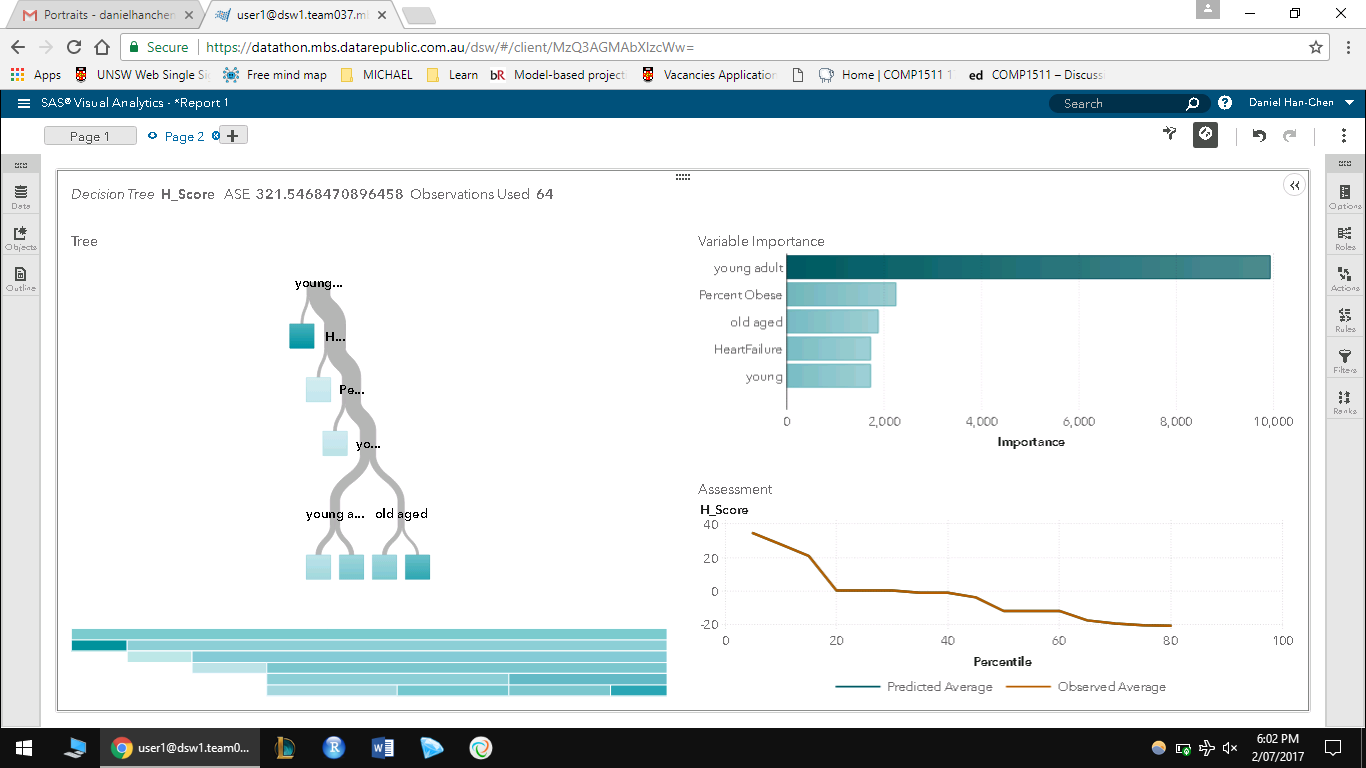 Portraits - danielhanchen
user1@dsw1.team037.m
Secure https://datathon.mbs.datarepublic.com.au/dsw/#/client/MzQ3AGMAbXIzcWw=
Apps UNSW Web Single Si Free mind map MICHAEL Learn bR Model-based project Vacancies Application Home | COMP1511 1 ed COMP1511 – Discuss
SAS® Visual Analytics - *Report 1 Search Daniel Han-Chen
Page 1 Page 2
Data
Objects
Outline
Decision Tree H_Score ASE 321.5468470896458 Observations Used 64
Tree
young...
H...
Pe...
yo...
young a... old aged
Variable Importance
young adult
Percent Obese
old aged
HeartFailure
young
0 2,000 4,000 6,000 8,000 10,000
Importance
Assessment
H_Score
40
20
0
-20
0 20 40 60 80 100
Percentile
Predicted Average Observed Average
Options
Roles
Actions
Rules
Filters
Ranks
user1@dsw1.team0...
6:02 PM
2/07/2017